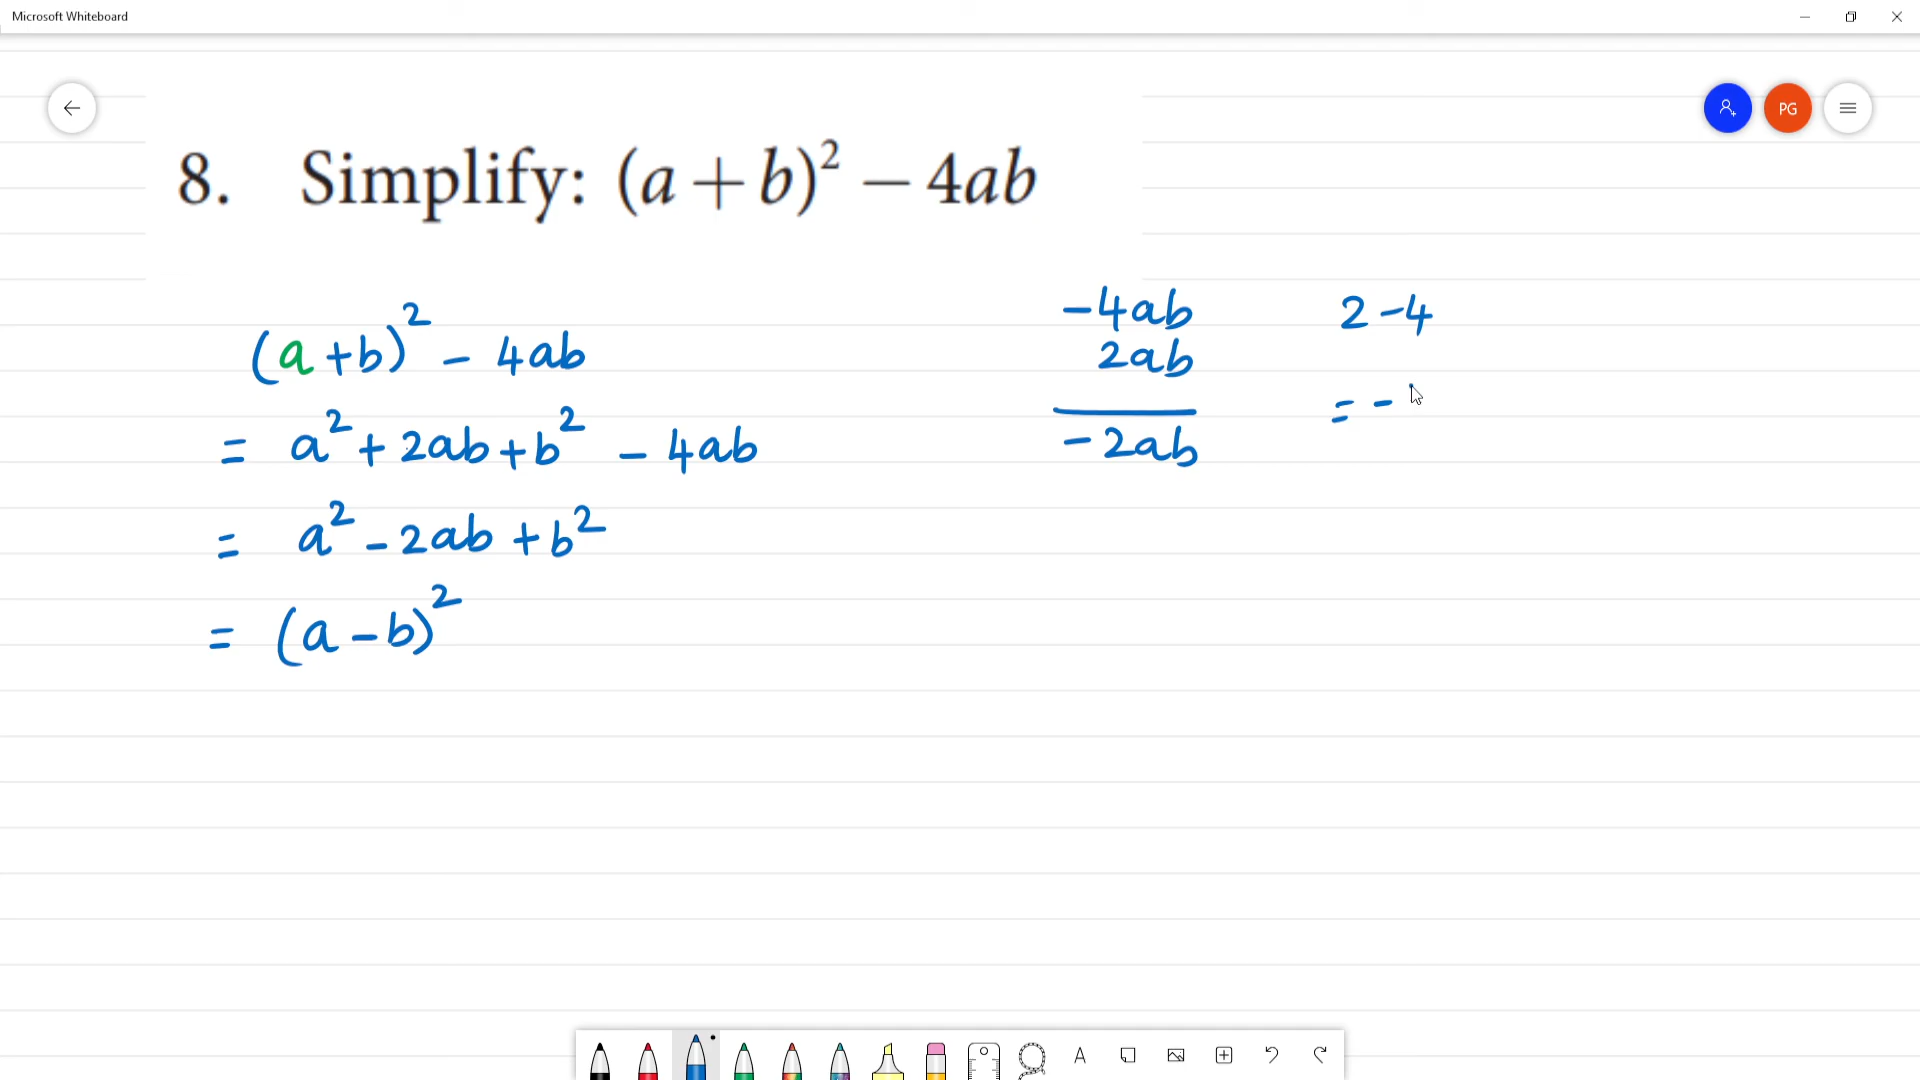 Microsoft Whiteboard
PG
8. Simplify: (a + b)² − 4ab
(a + b)² − 4ab
= a² + 2ab + b² − 4ab
= a² − 2ab + b²
= (a − b)²
−4ab
2ab
−2ab
2 − 4
= −
A